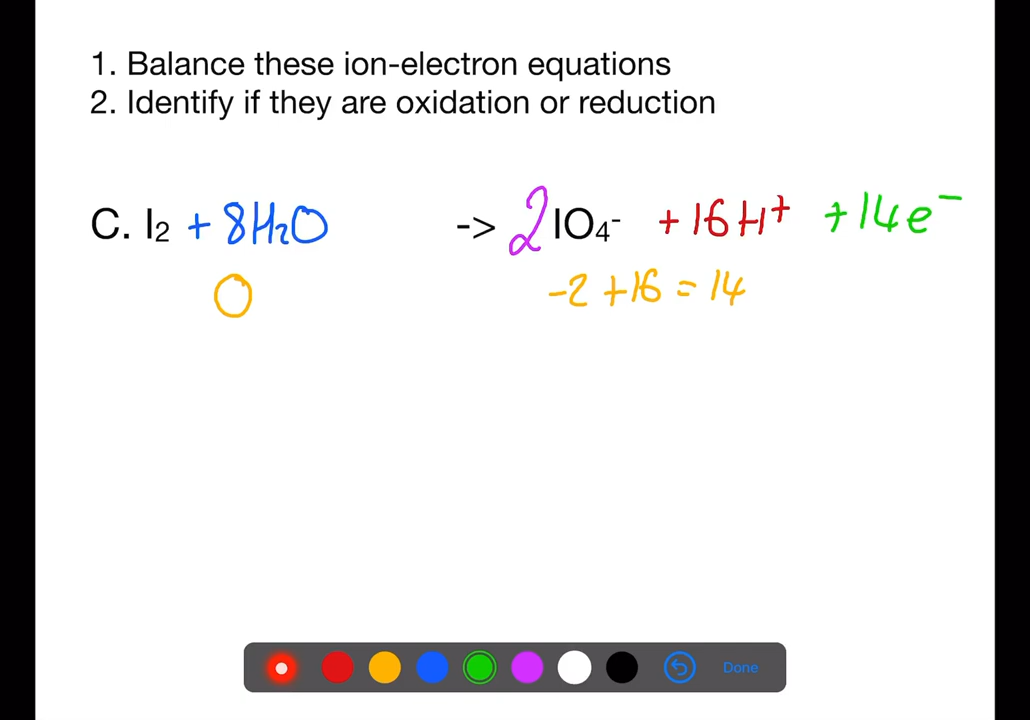 1. Balance these ion-electron equations
2. Identify if they are oxidation or reduction
C. I₂ + 8H₂O -> 2IO₄⁻ + 16H⁺ + 14e⁻
0 -2 + 16 = 14
Done